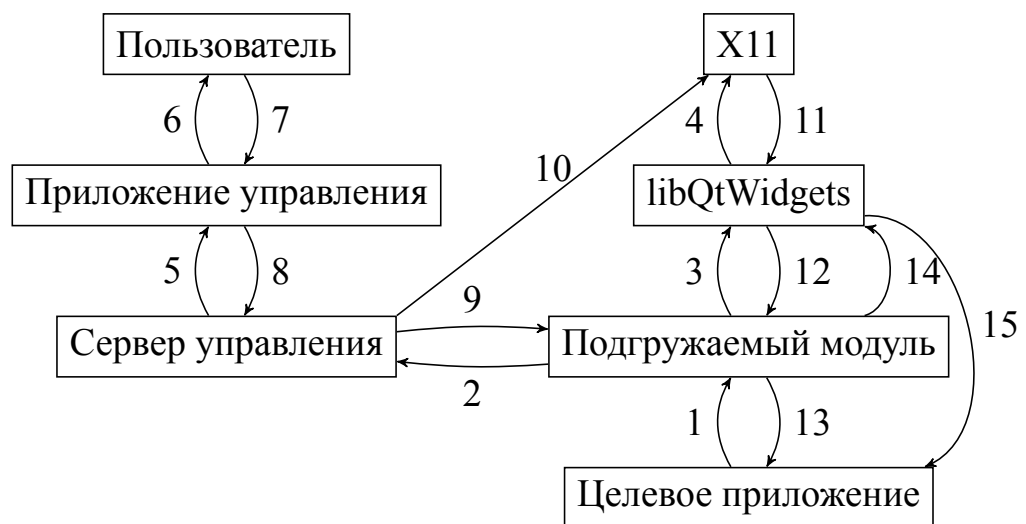 Пользователь
X11
6
7
4
11
10
Приложение управления
libQtWidgets
5
8
3
12
14
9
15
Сервер управления
Подгружаемый модуль
2
1
13
Целевое приложение